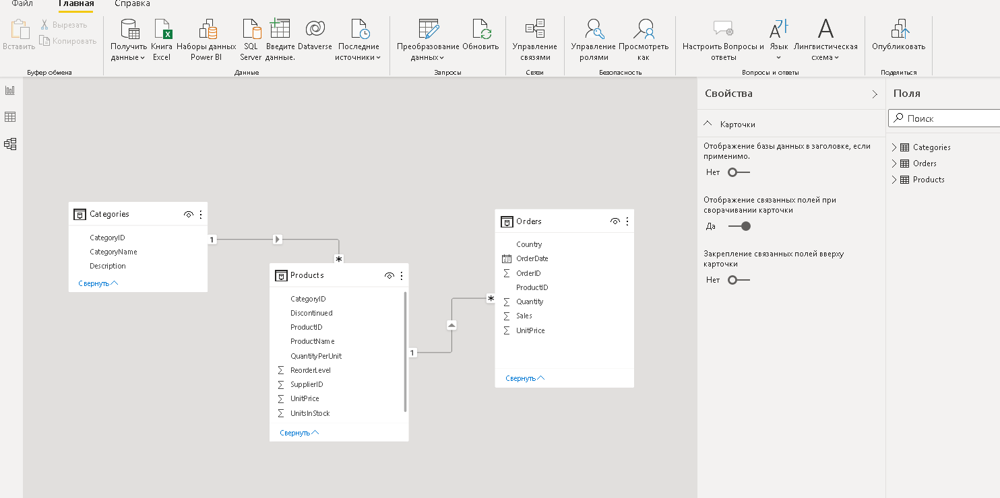 Файл
Главная
Справка
Вставить
Вырезать
Копировать
Буфер обмена
Получить данные
Книга Excel
Наборы данных Power BI
SQL Server
Введите данные.
Dataverse
Последние источники
Данные
Преобразование данных
Обновить
Запросы
Управление связями
Связи
Управление ролями
Просмотреть как
Безопасность
Настроить Вопросы и ответы
Язык
Лингвистическая схема
Вопросы и ответы
Опубликовать
Поделиться
Categories
CategoryID
CategoryName
Description
Свернуть
1
*
Products
CategoryID
Discontinued
ProductID
ProductName
QuantityPerUnit
ReorderLevel
SupplierID
UnitPrice
UnitsInStock
Свернуть
1
*
Orders
Country
OrderDate
OrderID
ProductID
Quantity
Sales
UnitPrice
Свернуть
Свойства
Карточки
Отображение базы данных в заголовке, если
применимо.
Нет
Отображение связанных полей при
сворачивании карточки
Да
Закрепление связанных полей вверху
карточки
Нет
Поля
Поиск
Categories
Orders
Products